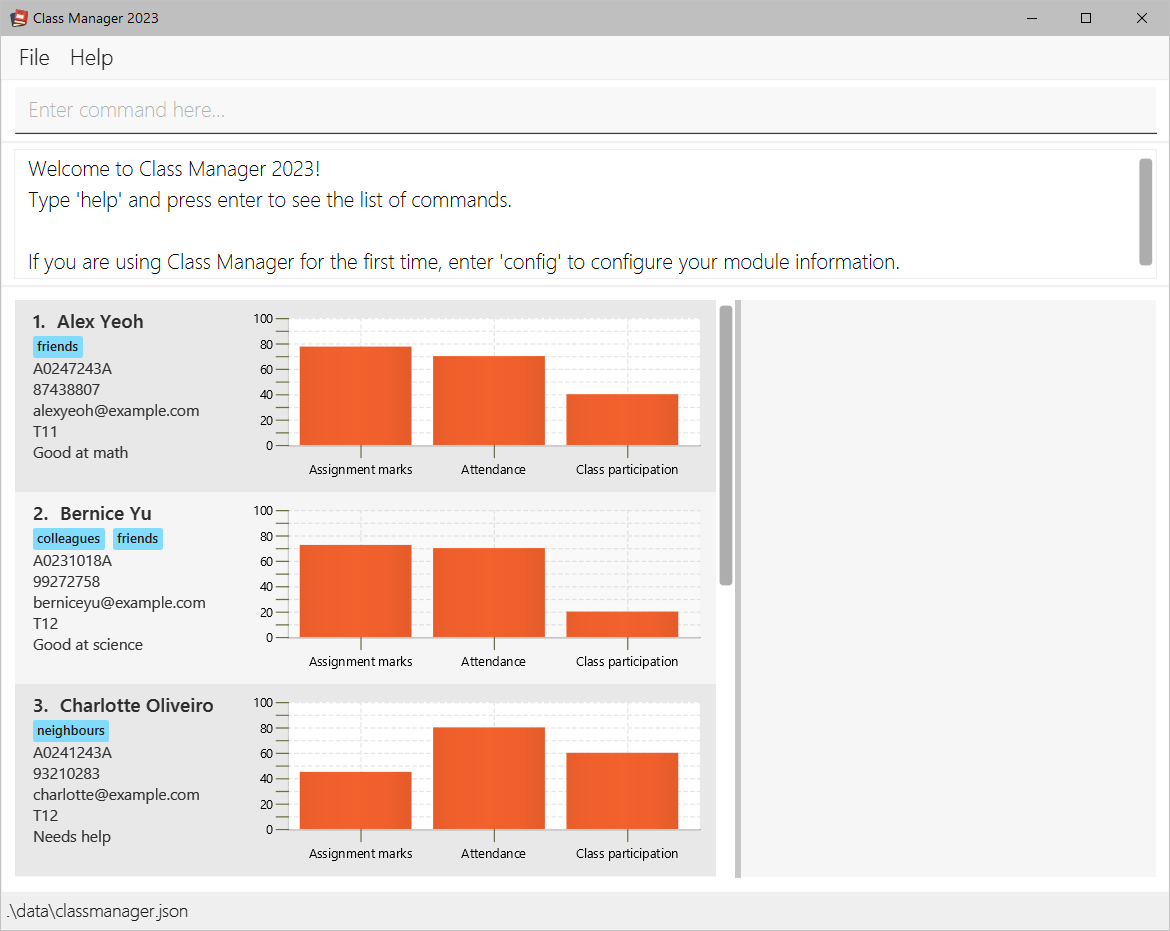 Class Manager 2023
File Help
Enter command here...
Welcome to Class Manager 2023!
Type 'help' and press enter to see the list of commands.
If you are using Class Manager for the first time, enter 'config' to configure your module information.
1. Alex Yeoh
friends
A0247243A
87438807
alexyeoh@example.com
T11
Good at math
100
80
60
40
20
0
Assignment marks Attendance Class participation
2. Bernice Yu
colleagues friends
A0231018A
99272758
berniceyu@example.com
T12
Good at science
100
80
60
40
20
0
Assignment marks Attendance Class participation
3. Charlotte Oliveiro
neighbours
A0241243A
93210283
charlotte@example.com
T12
Needs help
100
80
60
40
20
0
Assignment marks Attendance Class participation
.\data\classmanager.json